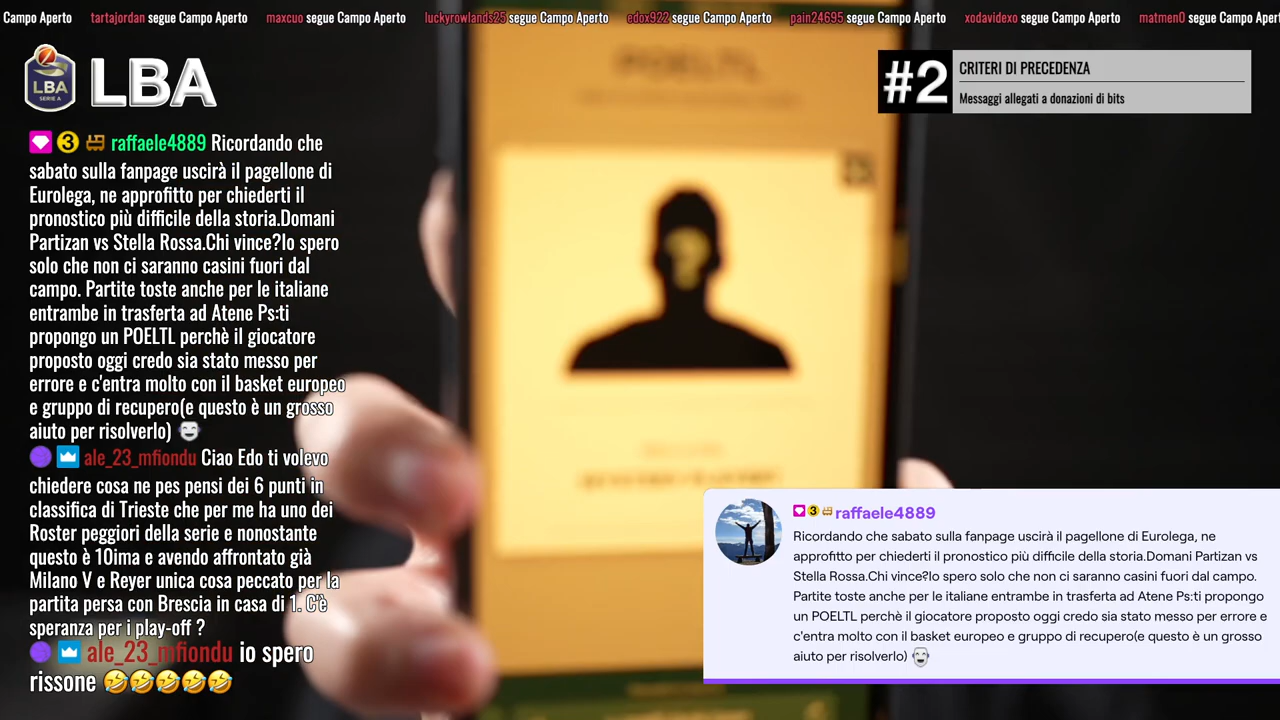 Campo Aperto tartajordan segue Campo Aperto maxcuo segue Campo Aperto luckyrowlands25 segue Campo Aperto edox922 segue Campo Aperto pain24695 segue Campo Aperto xodavidexo segue Campo Aperto matmen0 segue Campo Aper
LBA
SERIE A
LBA
#2
CRITERI DI PRECEDENZA
Messaggi allegati a donazioni di bits
POELTL
?
3 raffaele4889 Ricordando che
sabato sulla fanpage uscirà il pagellone di
Eurolega, ne approfitto per chiederti il
pronostico più difficile della storia.Domani
Partizan vs Stella Rossa.Chi vince?Io spero
solo che non ci saranno casini fuori dal
campo. Partite toste anche per le italiane
entrambe in trasferta ad Atene Ps:ti
propongo un POELTL perchè il giocatore
proposto oggi credo sia stato messo per
errore e c'entra molto con il basket europeo
e gruppo di recupero(e questo è un grosso
aiuto per risolverlo)
ale_23_mfiondu Ciao Edo ti volevo
chiedere cosa ne pes pensi dei 6 punti in
classifica di Trieste che per me ha uno dei
Roster peggiori della serie e nonostante
questo è 10ima e avendo affrontato già
Milano V e Reyer unica cosa peccato per la
partita persa con Brescia in casa di 1. C'è
speranza per i play-off ?
ale_23_mfiondu io spero
rissone 🤣🤣🤣🤣🤣
3 raffaele4889
Ricordando che sabato sulla fanpage uscirà il pagellone di Eurolega, ne
approfitto per chiederti il pronostico più difficile della storia.Domani Partizan vs
Stella Rossa.Chi vince?Io spero solo che non ci saranno casini fuori dal campo.
Partite toste anche per le italiane entrambe in trasferta ad Atene Ps:ti propongo
un POELTL perchè il giocatore proposto oggi credo sia stato messo per errore e
c'entra molto con il basket europeo e gruppo di recupero(e questo è un grosso
aiuto per risolverlo)